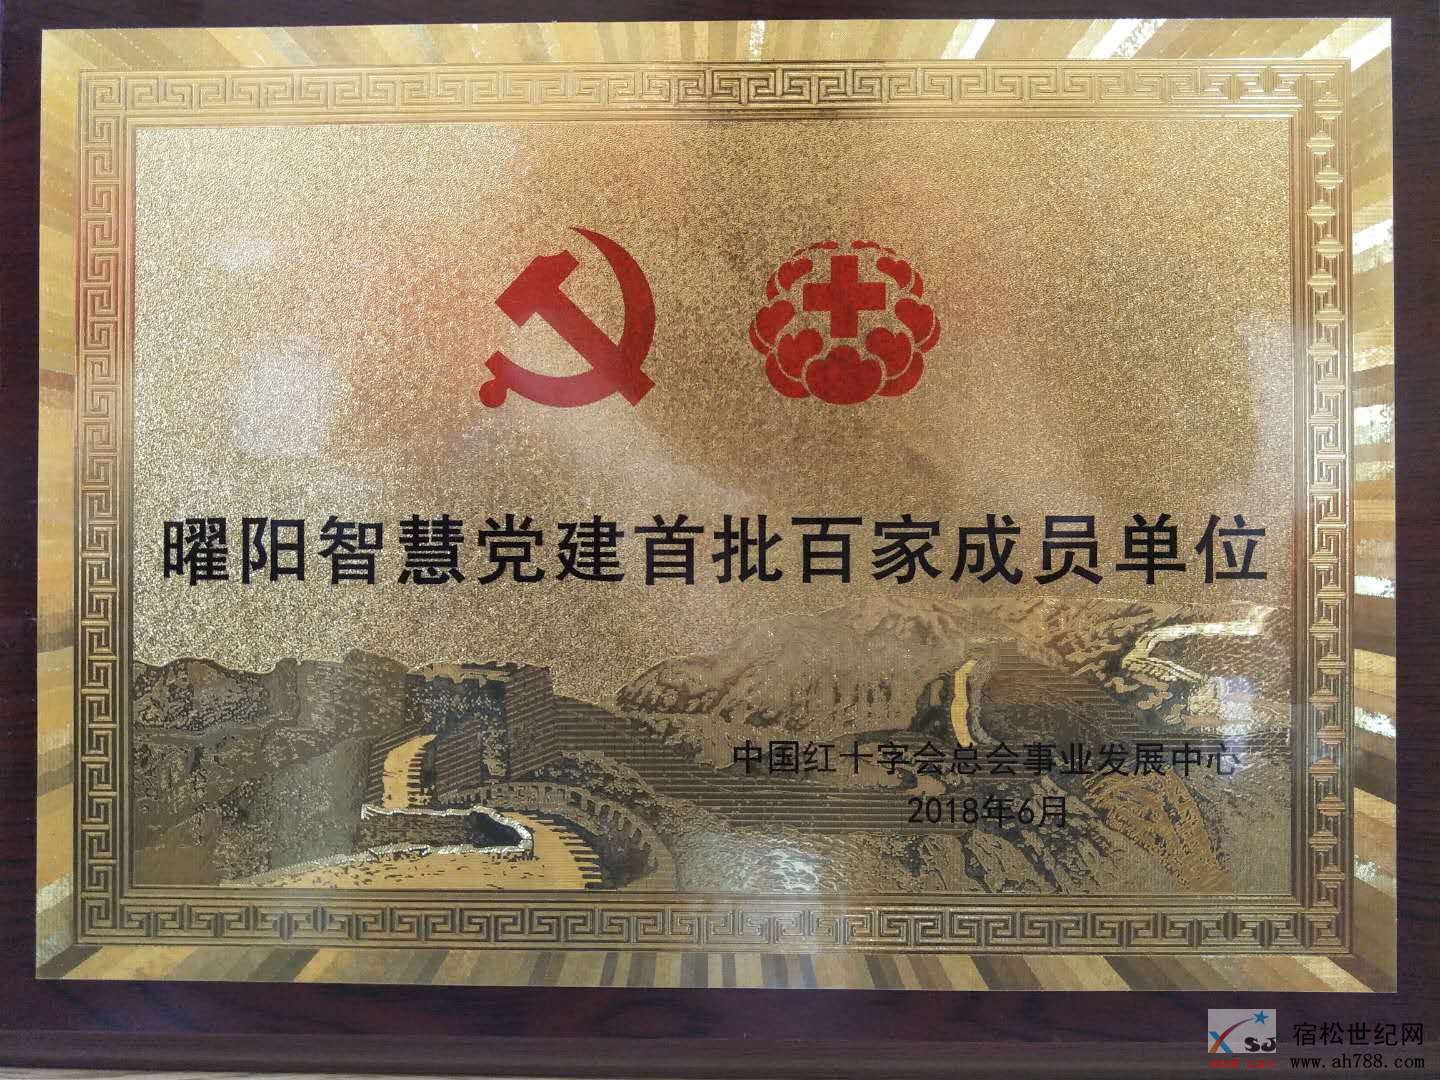 曜阳智慧党建首批百家成员单位
中国红十字会总会事业发展中心
2018年6月
XSJ
宿松世纪网
www.ah788.com